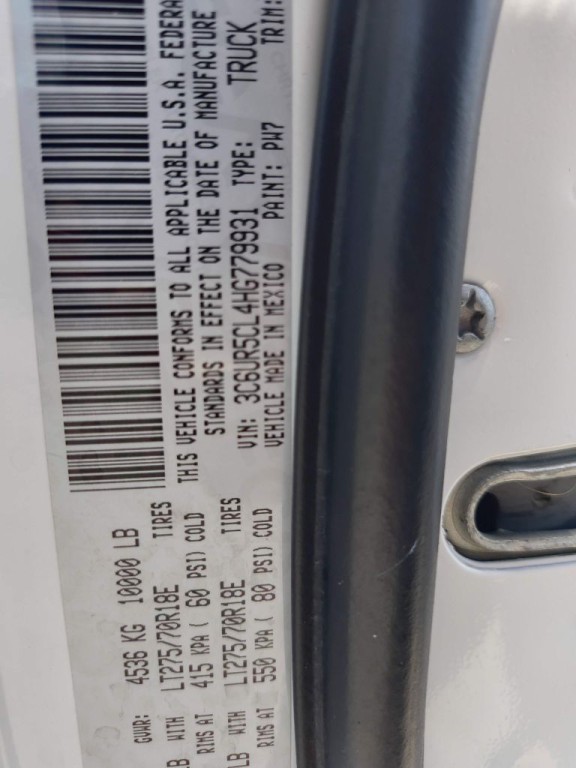 GVWR: 4536 KG 10000 LB
LB WITH LT275/70R18E TIRES
RIMS AT 415 KPA ( 60 PSI) COLD
LB WITH LT275/70R18E TIRES
RIMS AT 550 KPA ( 80 PSI) COLD
THIS VEHICLE CONFORMS TO ALL APPLICABLE U.S.A. FEDERA
STANDARDS IN EFFECT ON THE DATE OF MANUFACTURE
VIN: 3C6UR5CL4HG779931 TYPE: TRUCK
VEHICLE MADE IN MEXICO PAINT: PW7 TRIM: